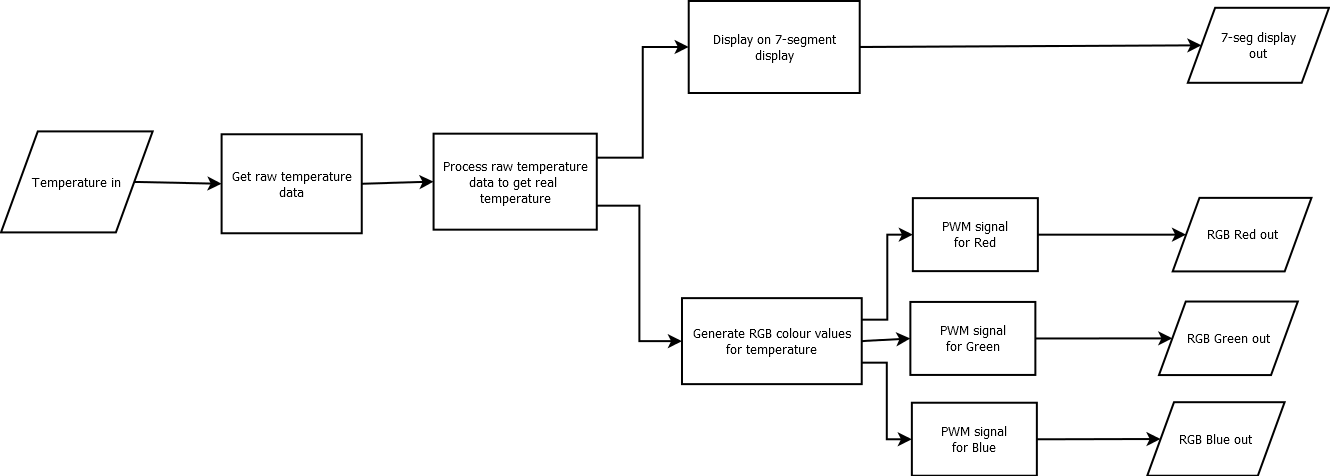 Temperature in
Get raw temperature
data
Process raw temperature
data to get real
temperature
Display on 7-segment
display
7-seg display
out
Generate RGB colour values
for temperature
PWM signal
for Red
RGB Red out
PWM signal
for Green
RGB Green out
PWM signal
for Blue
RGB Blue out